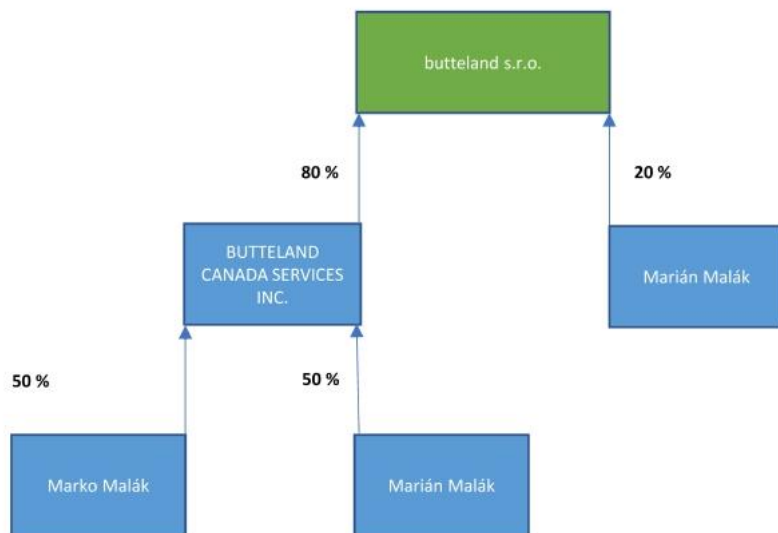 butteland s.r.o.
80 %
20 %
BUTTELAND
CANADA SERVICES
INC.
Marián Malák
50 %
50 %
Marko Malák
Marián Malák